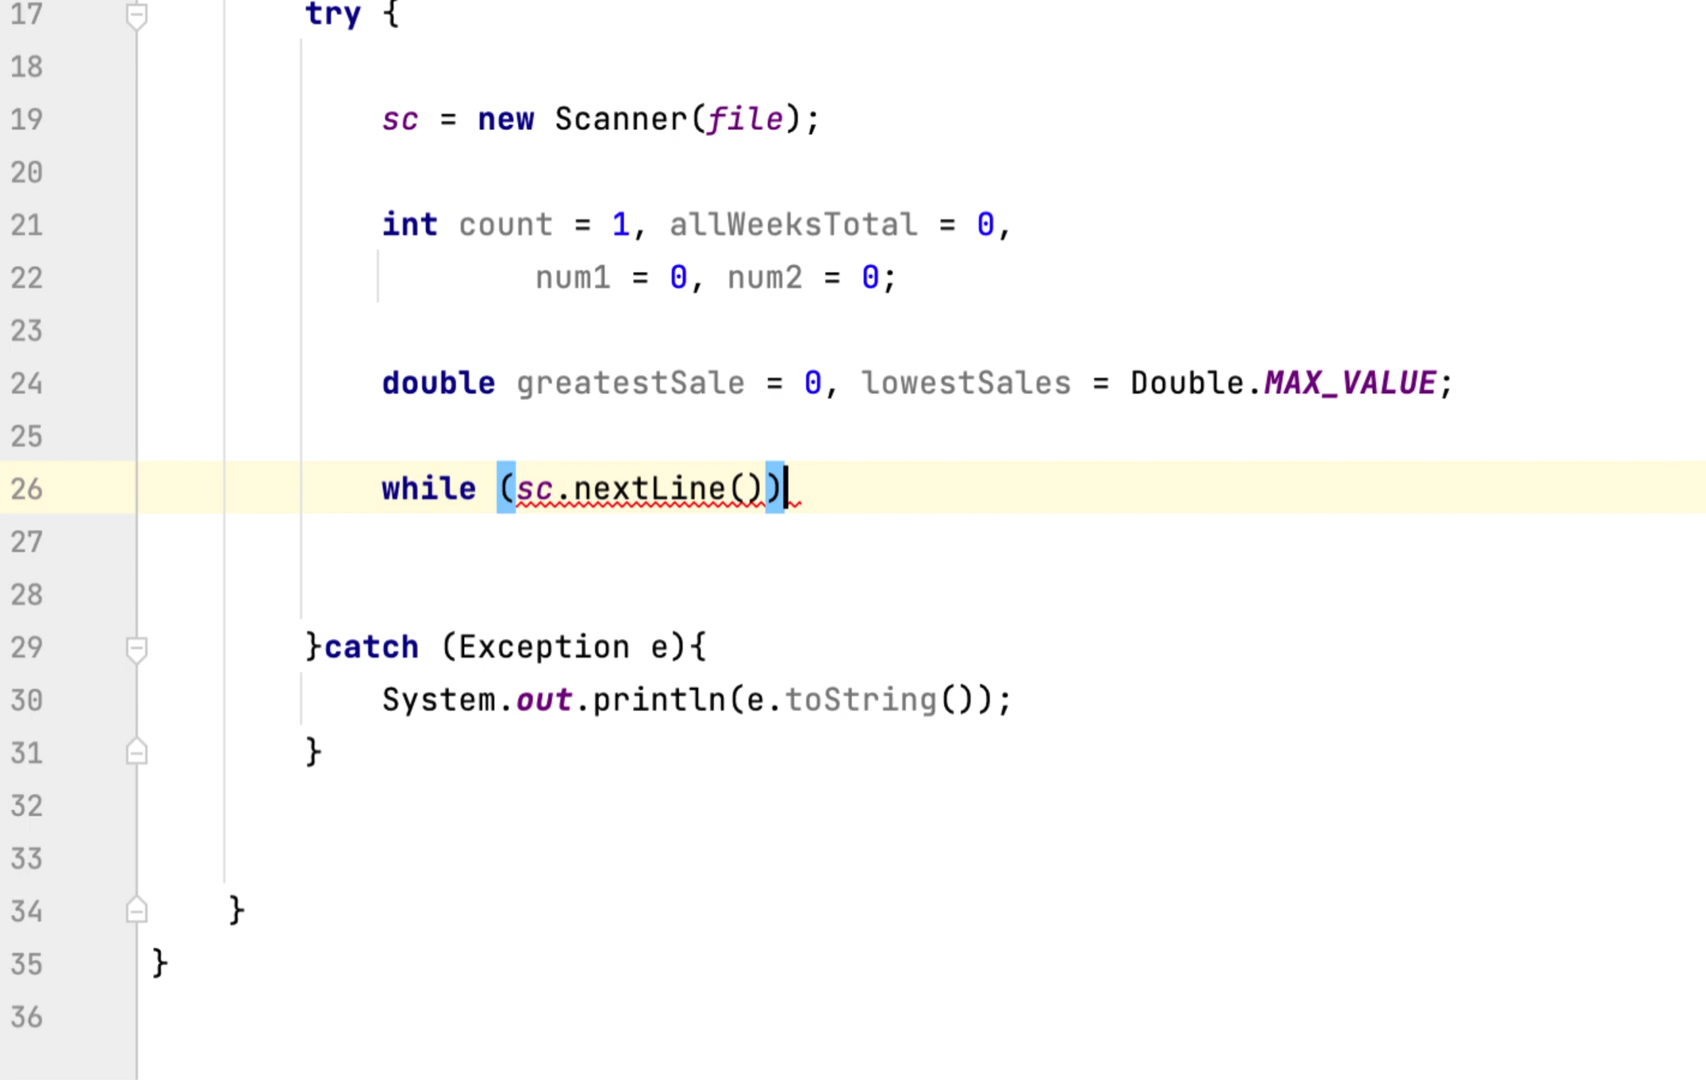 17 try {
18
19 sc = new Scanner(file);
20
21 int count = 1, allWeeksTotal = 0,
22 num1 = 0, num2 = 0;
23
24 double greatestSale = 0, lowestSales = Double.MAX_VALUE;
25
26 while (sc.nextLine())
27
28
29 }catch (Exception e){
30 System.out.println(e.toString());
31 }
32
33
34 }
35 }
36